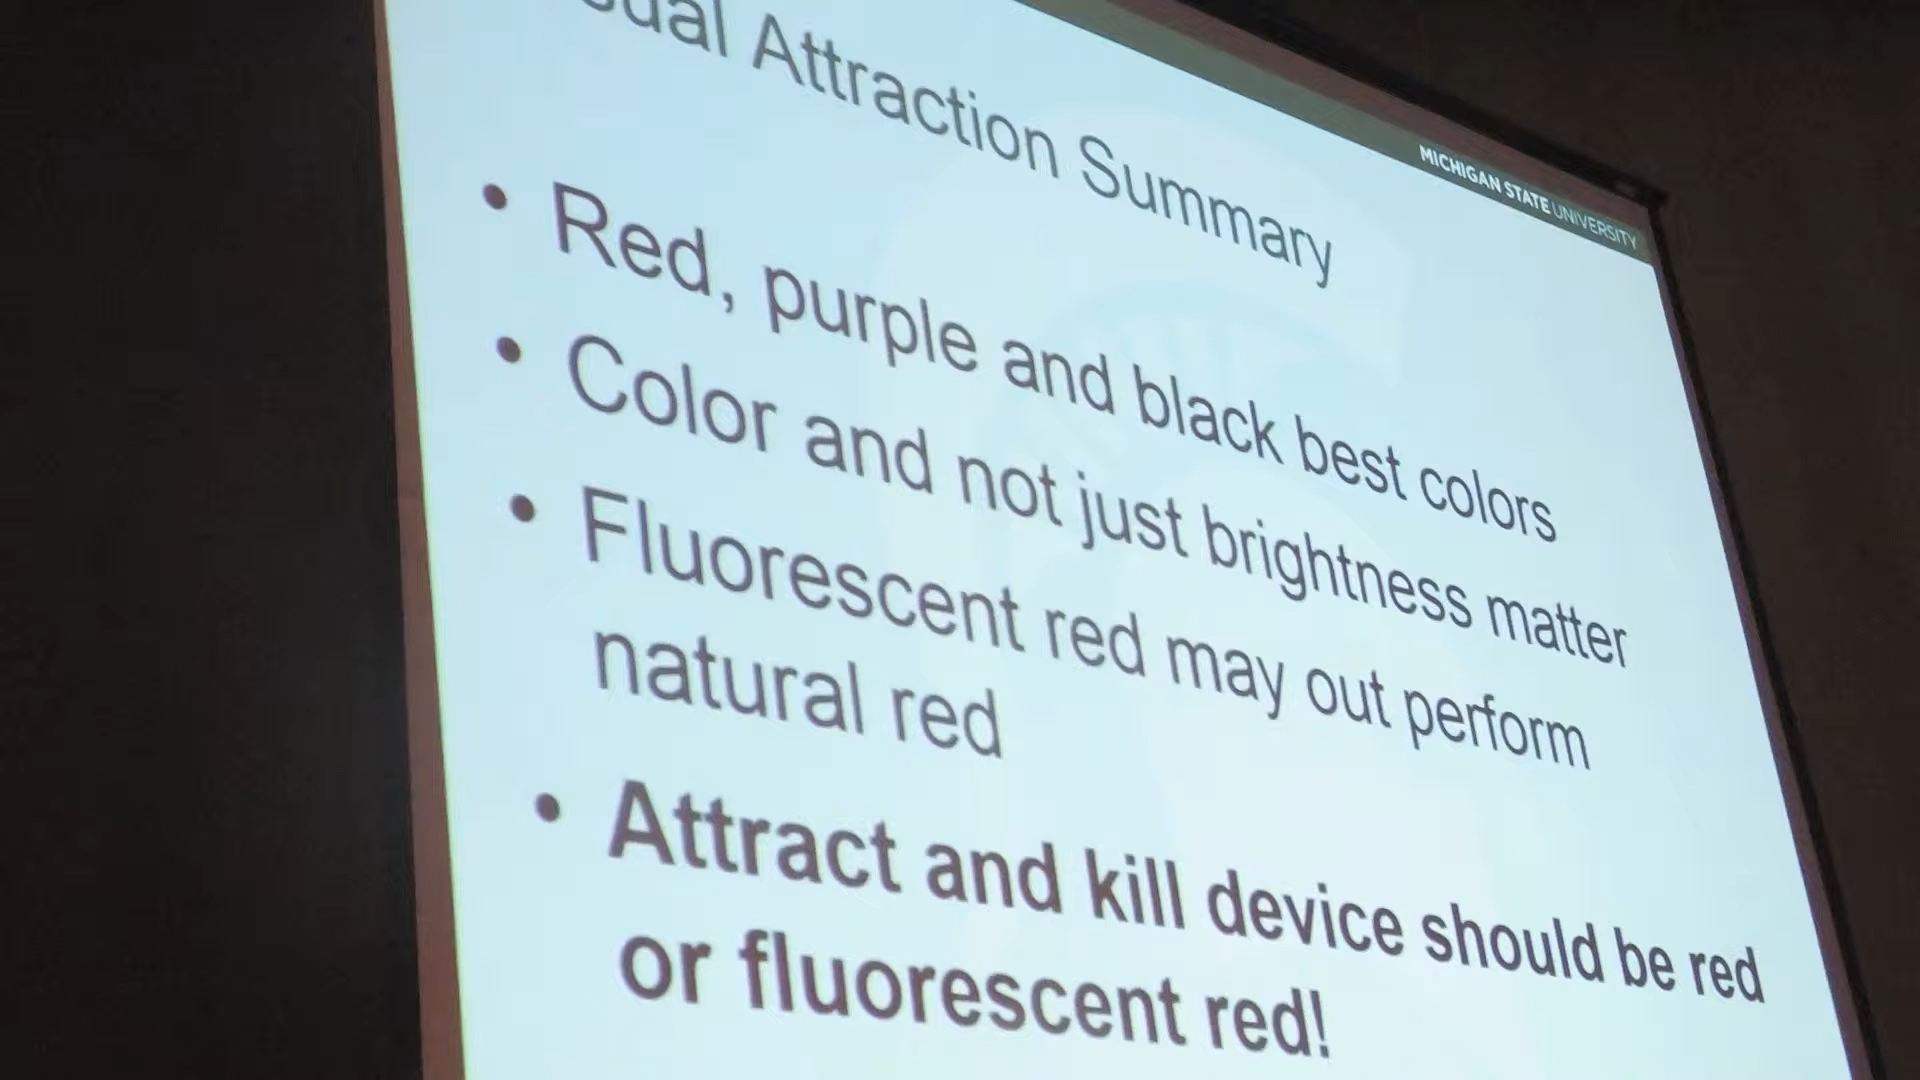 Attraction Summary
MICHIGAN STATE UNIVERSITY
• Red, purple and black best colors
• Color and not just brightness matter
• Fluorescent red may out perform
natural red
• Attract and kill device should be red
or fluorescent red!